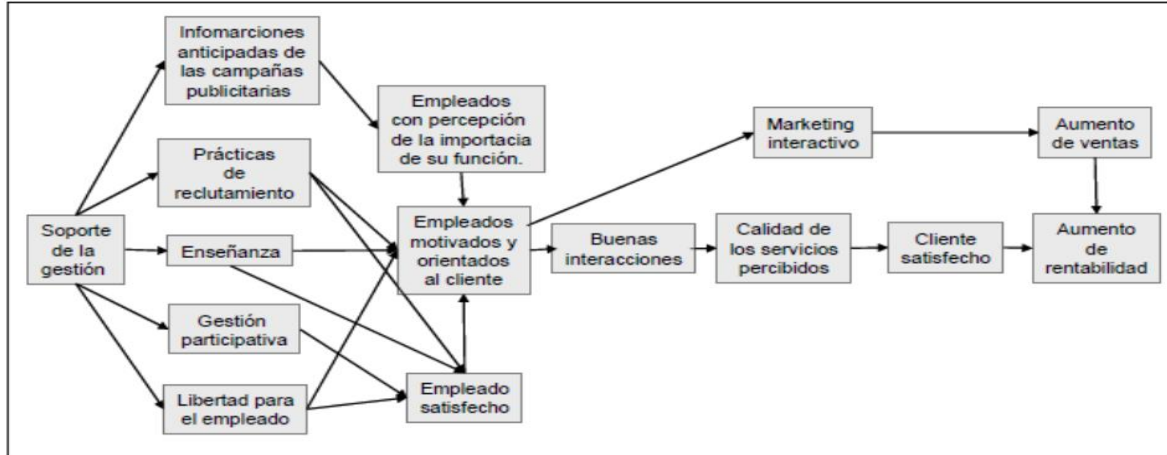 Infomarciones
anticipadas de
las campañas
publicitarias
Empleados
con percepción
de la importacia
de su función.
Marketing
interactivo
Aumento
de ventas
Prácticas
de
reclutamiento
Soporte
de la
gestión
Enseñanza
Empleados
motivados y
orientados
al cliente
Buenas
interacciones
Calidad de
los servicios
percibidos
Cliente
satisfecho
Aumento
de
rentabilidad
Gestión
participativa
Libertad para
el empleado
Empleado
satisfecho